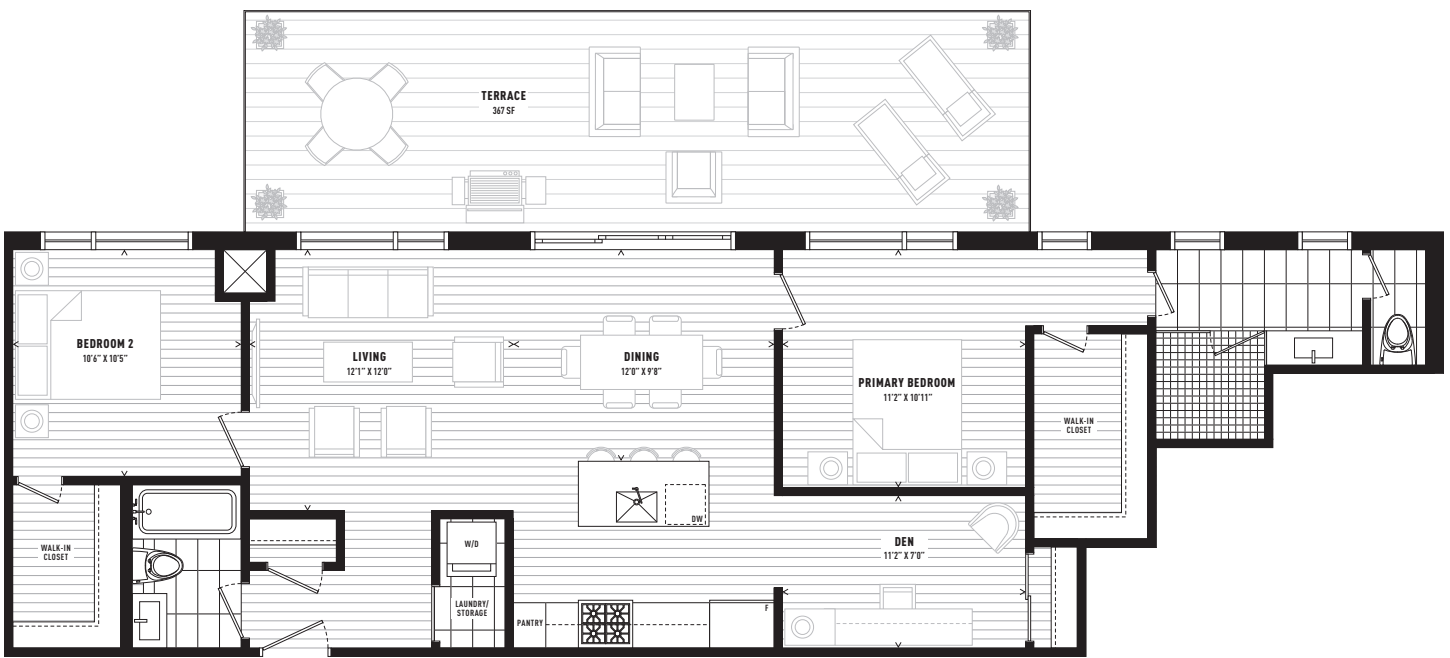 TERRACE
367 SF
BEDROOM 2
10'6" X 10'5"
LIVING
12'1" X 12'0"
DINING
12'0" X 9'8"
PRIMARY BEDROOM
11'2" X 10'11"
WALK-IN
CLOSET
DW
W/D
DEN
11'2" X 7'0"
WALK-IN
CLOSET
LAUNDRY/
STORAGE
PANTRY
F